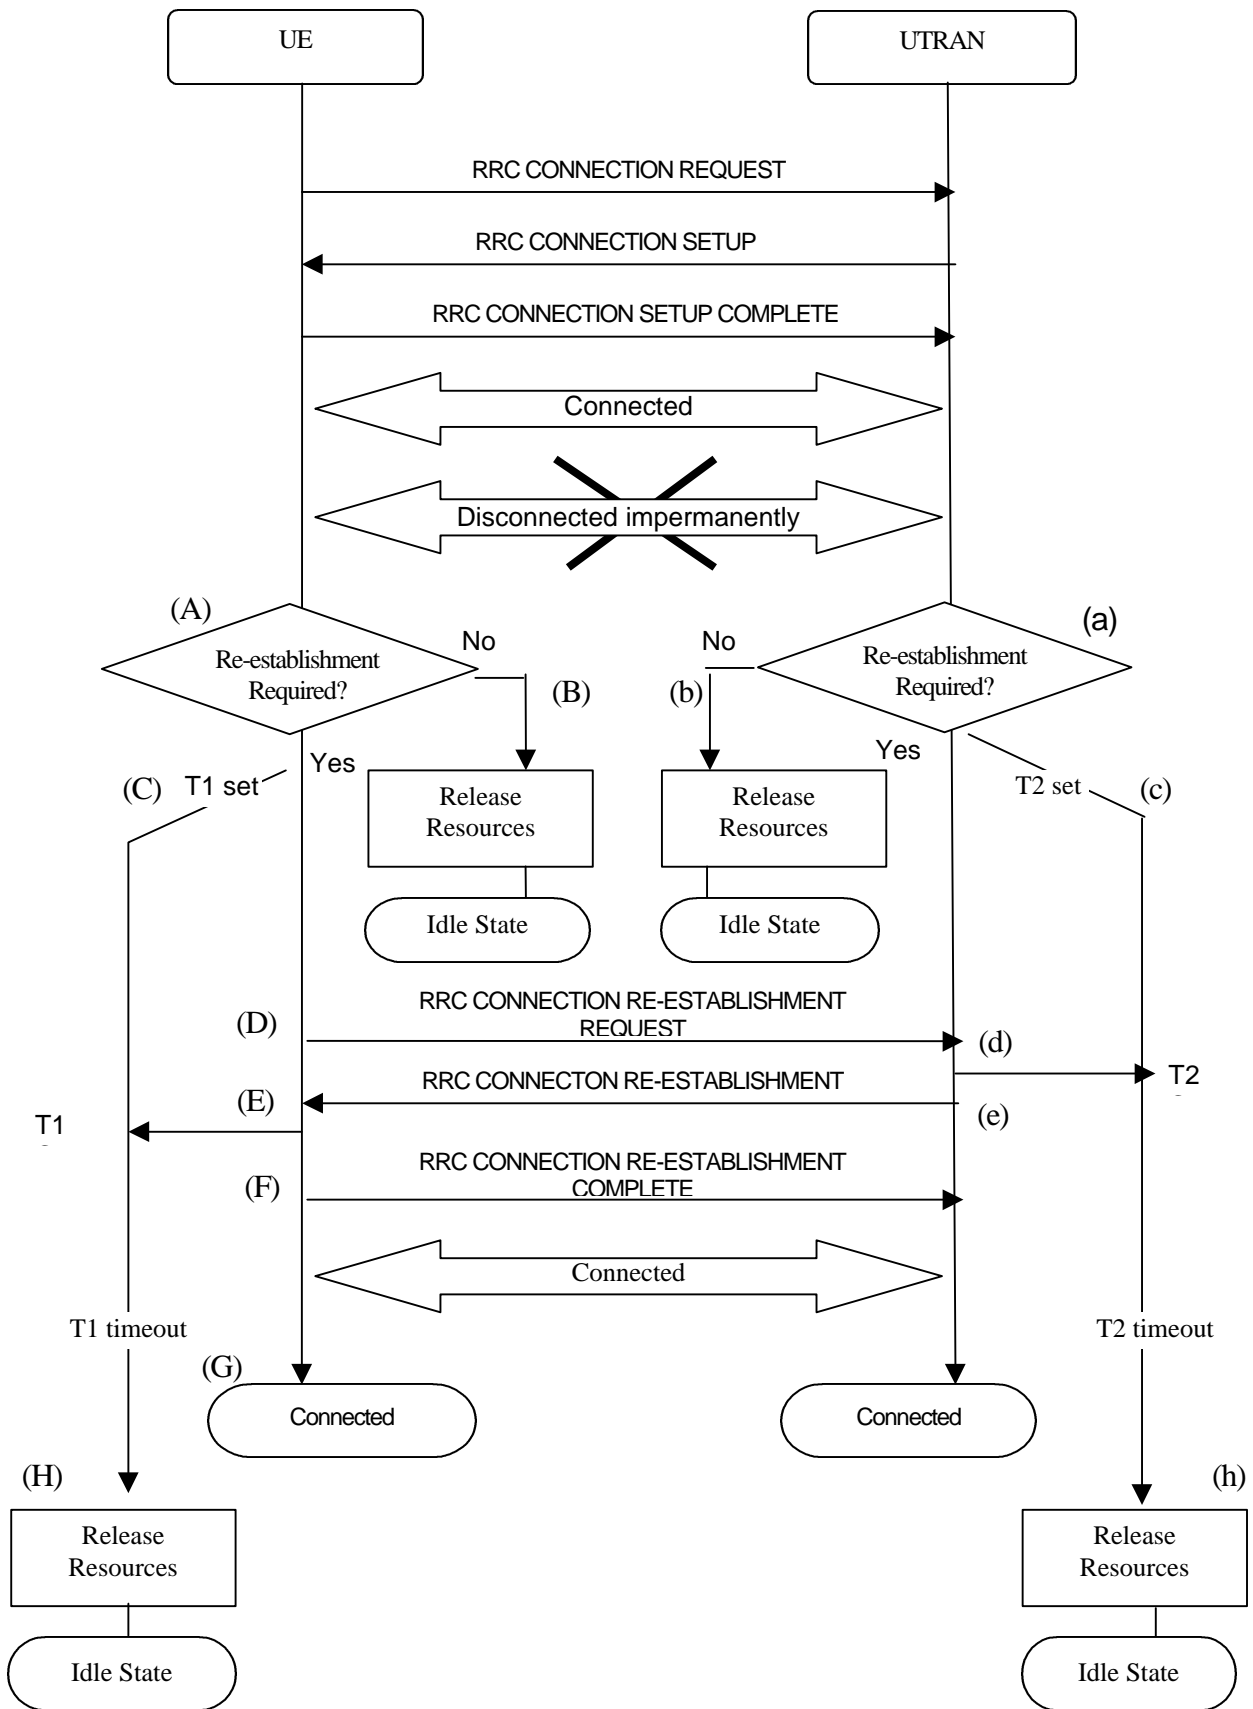 UE
UTRAN
RRC CONNECTION REQUEST
RRC CONNECTION SETUP
RRC CONNECTION SETUP COMPLETE
Connected
Disconnected impermanently
(A)
(a)
Re-establishment
Required?
No
(B)
No
(b)
Re-establishment
Required?
Yes
Yes
(C)
T1 set
T2 set
(c)
Release
Resources
Release
Resources
Idle State
Idle State
RRC CONNECTION RE-ESTABLISHMENT
REQUEST
(D)
(d)
RRC CONNECTON RE-ESTABLISHMENT
T2
(E)
(e)
T1
RRC CONNECTION RE-ESTABLISHMENT
COMPLETE
(F)
Connected
T1 timeout
T2 timeout
(G)
Connected
Connected
(H)
(h)
Release
Resources
Release
Resources
Idle State
Idle State